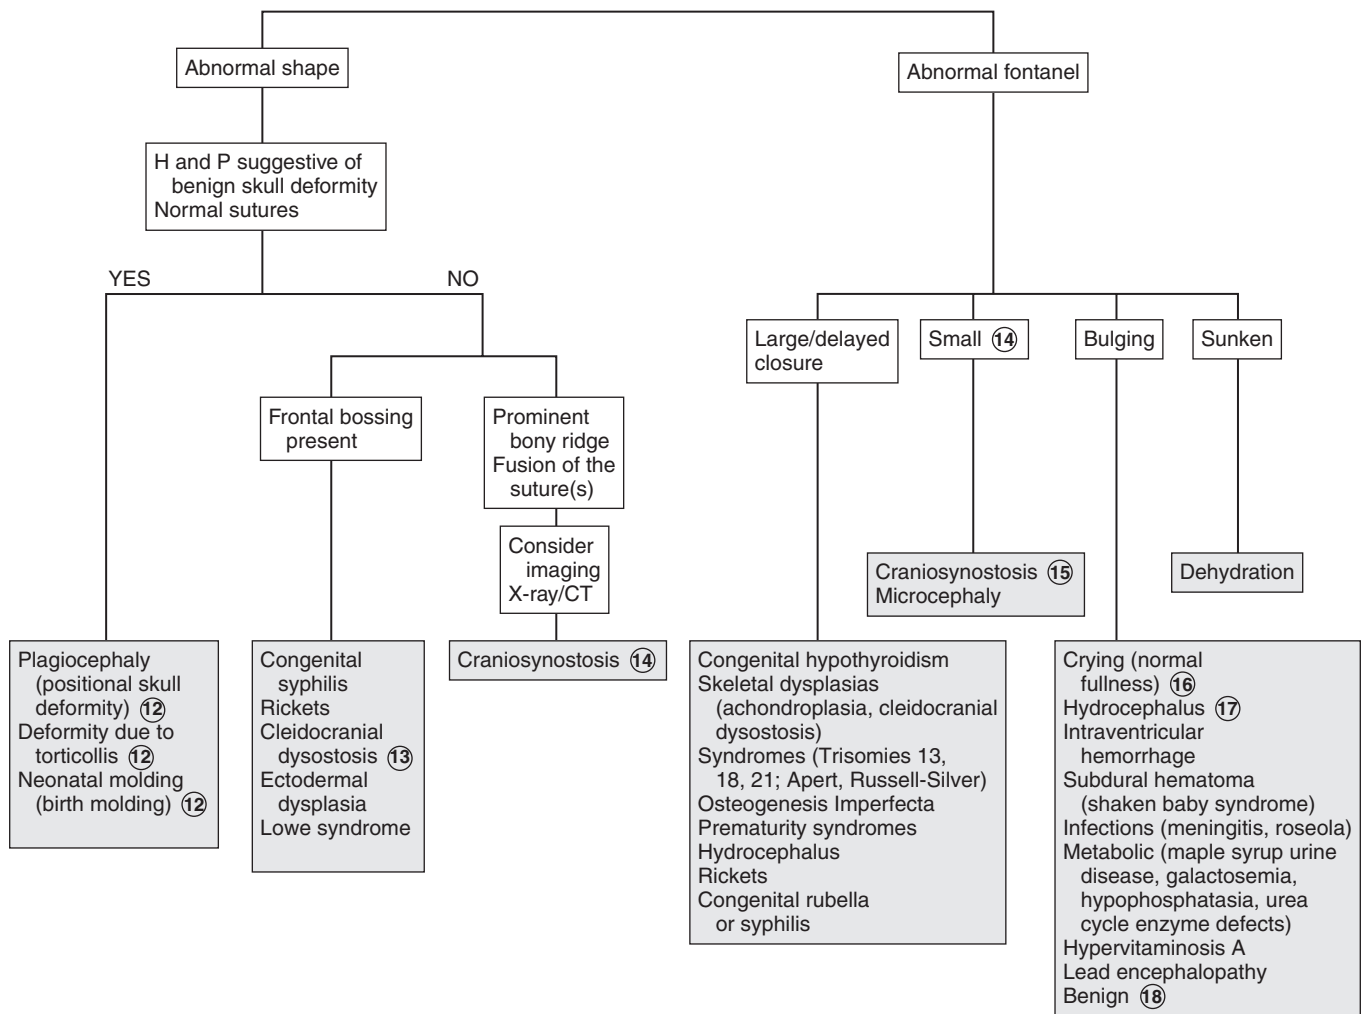 Abnormal shape
Abnormal fontanel
H and P suggestive of
benign skull deformity
Normal sutures
YES
NO
Large/delayed
closure
Small 14
Bulging
Sunken
Frontal bossing
present
Prominent
bony ridge
Fusion of the
suture(s)
Consider
imaging
X-ray/CT
Craniosynostosis 15
Microcephaly
Dehydration
Plagiocephaly
(positional skull
deformity) 12
Deformity due to
torticollis 12
Neonatal molding
(birth molding) 12
Congenital
syphilis
Rickets
Cleidocranial
dysostosis 13
Ectodermal
dysplasia
Lowe syndrome
Craniosynostosis 14
Congenital hypothyroidism
Skeletal dysplasias
(achondroplasia, cleidocranial
dysostosis)
Syndromes (Trisomies 13,
18, 21; Apert, Russell-Silver)
Osteogenesis Imperfecta
Prematurity syndromes
Hydrocephalus
Rickets
Congenital rubella
or syphilis
Crying (normal
fullness) 16
Hydrocephalus 17
Intraventricular
hemorrhage
Subdural hematoma
(shaken baby syndrome)
Infections (meningitis, roseola)
Metabolic (maple syrup urine
disease, galactosemia,
hypophosphatasia, urea
cycle enzyme defects)
Hypervitaminosis A
Lead encephalopathy
Benign 18